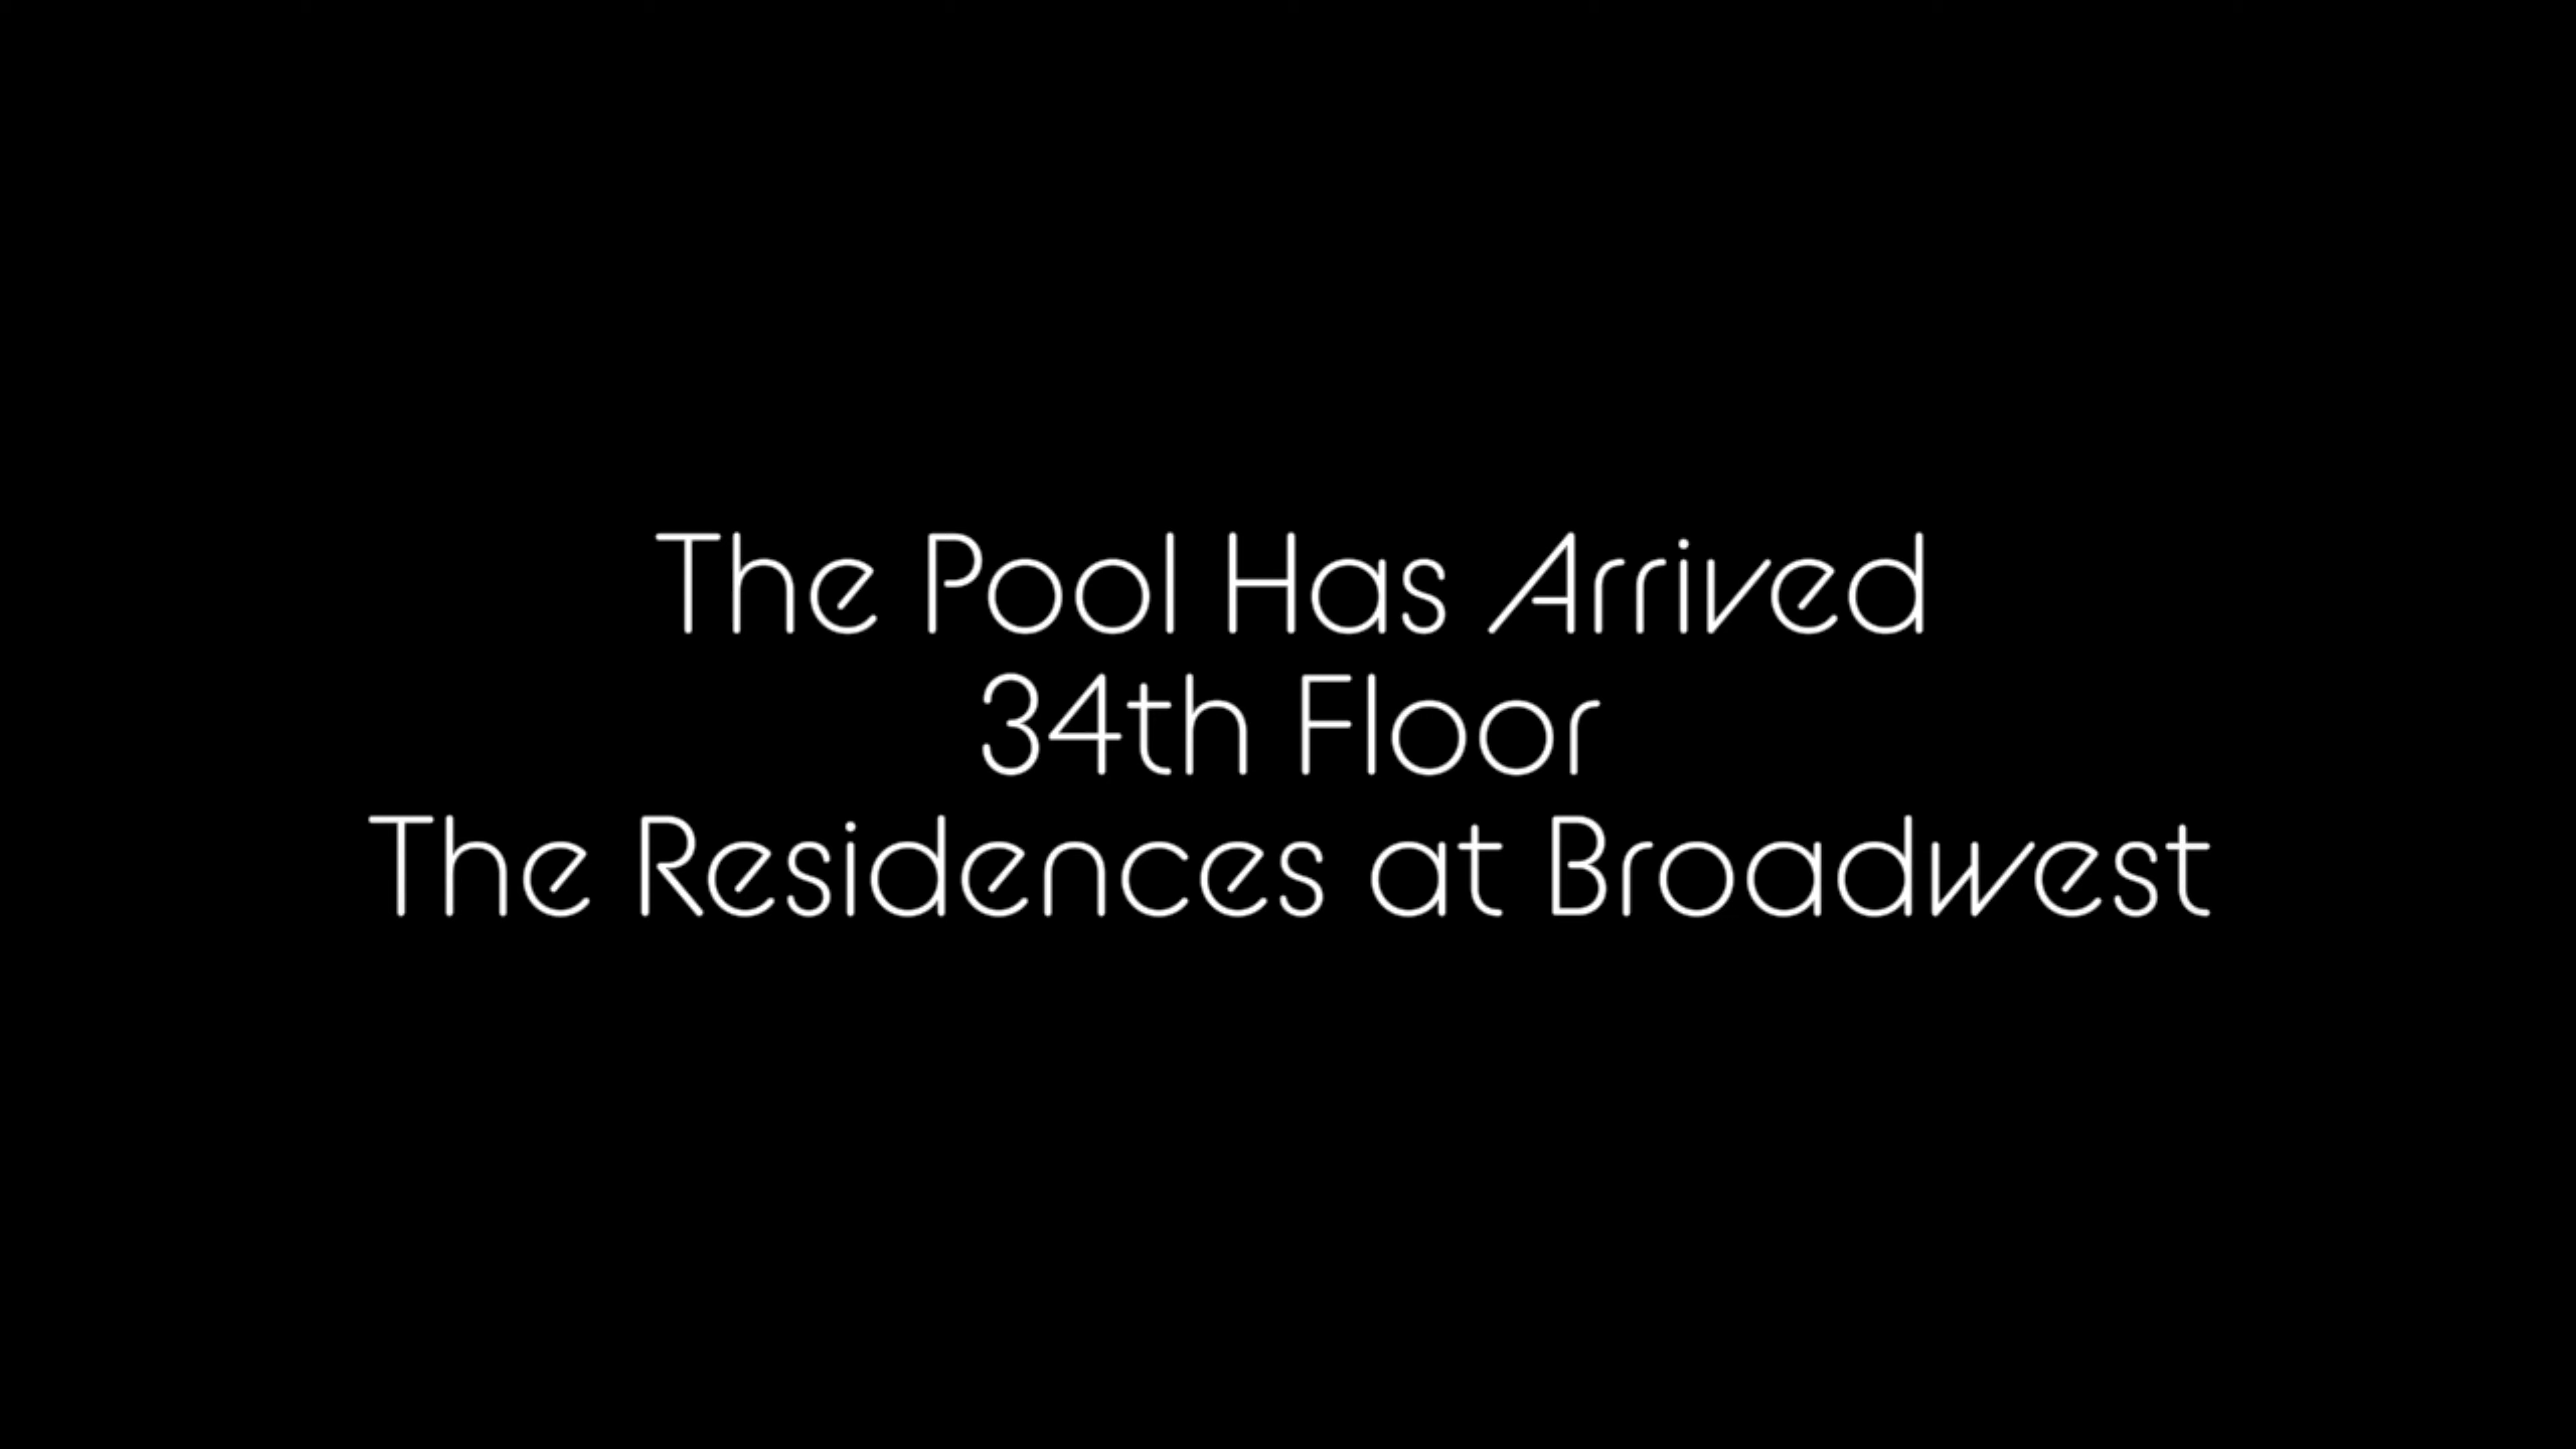 The Pool Has Arrived
34th Floor
The Residences at Broadwest